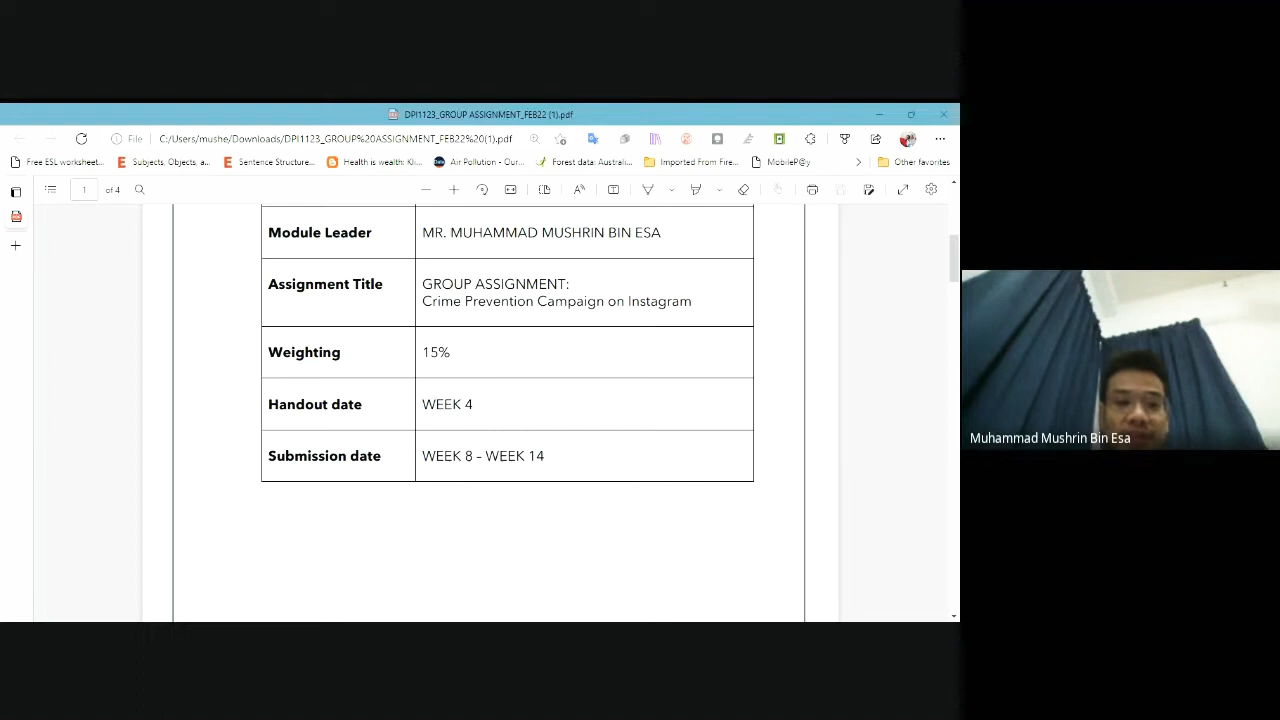 DPI1123_GROUP ASSIGNMENT_FEB22 (1).pdf
File C:/Users/mushe/Downloads/DPI1123_GROUP%20ASSIGNMENT_FEB22%20(1).pdf
Free ESL worksheet... Subjects, Objects, a... Sentence Structure... Health is wealth: Kli... Air Pollution - Our... Forest data: Australi... Imported From Fire... MobileP@y Other favorites
1 of 4
Module Leader MR. MUHAMMAD MUSHRIN BIN ESA
Assignment Title GROUP ASSIGNMENT:
Crime Prevention Campaign on Instagram
Weighting 15%
Handout date WEEK 4
Submission date WEEK 8 – WEEK 14
Muhammad Mushrin Bin Esa